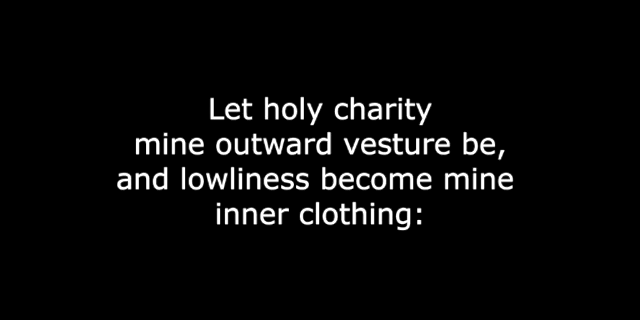 Let holy charity
mine outward vesture be,
and lowliness become mine
inner clothing: